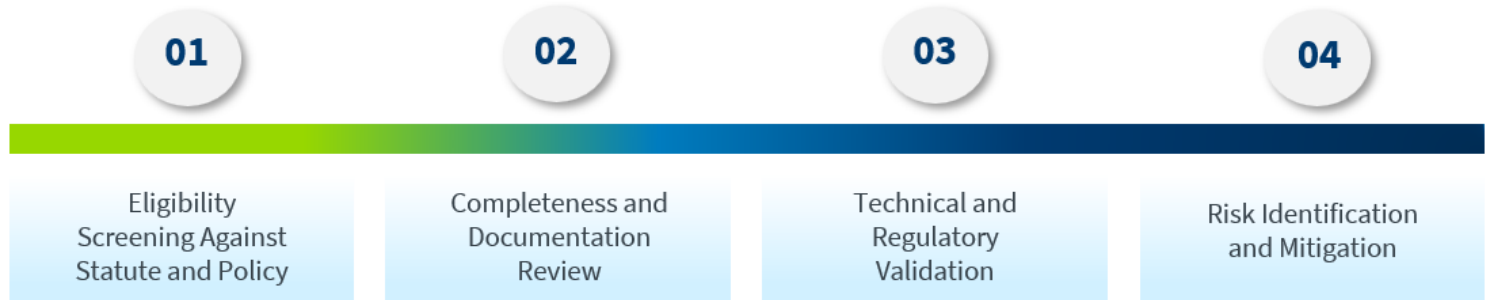 01
02
03
04
Eligibility
Screening Against
Statute and Policy
Completeness and
Documentation
Review
Technical and
Regulatory
Validation
Risk Identification
and Mitigation